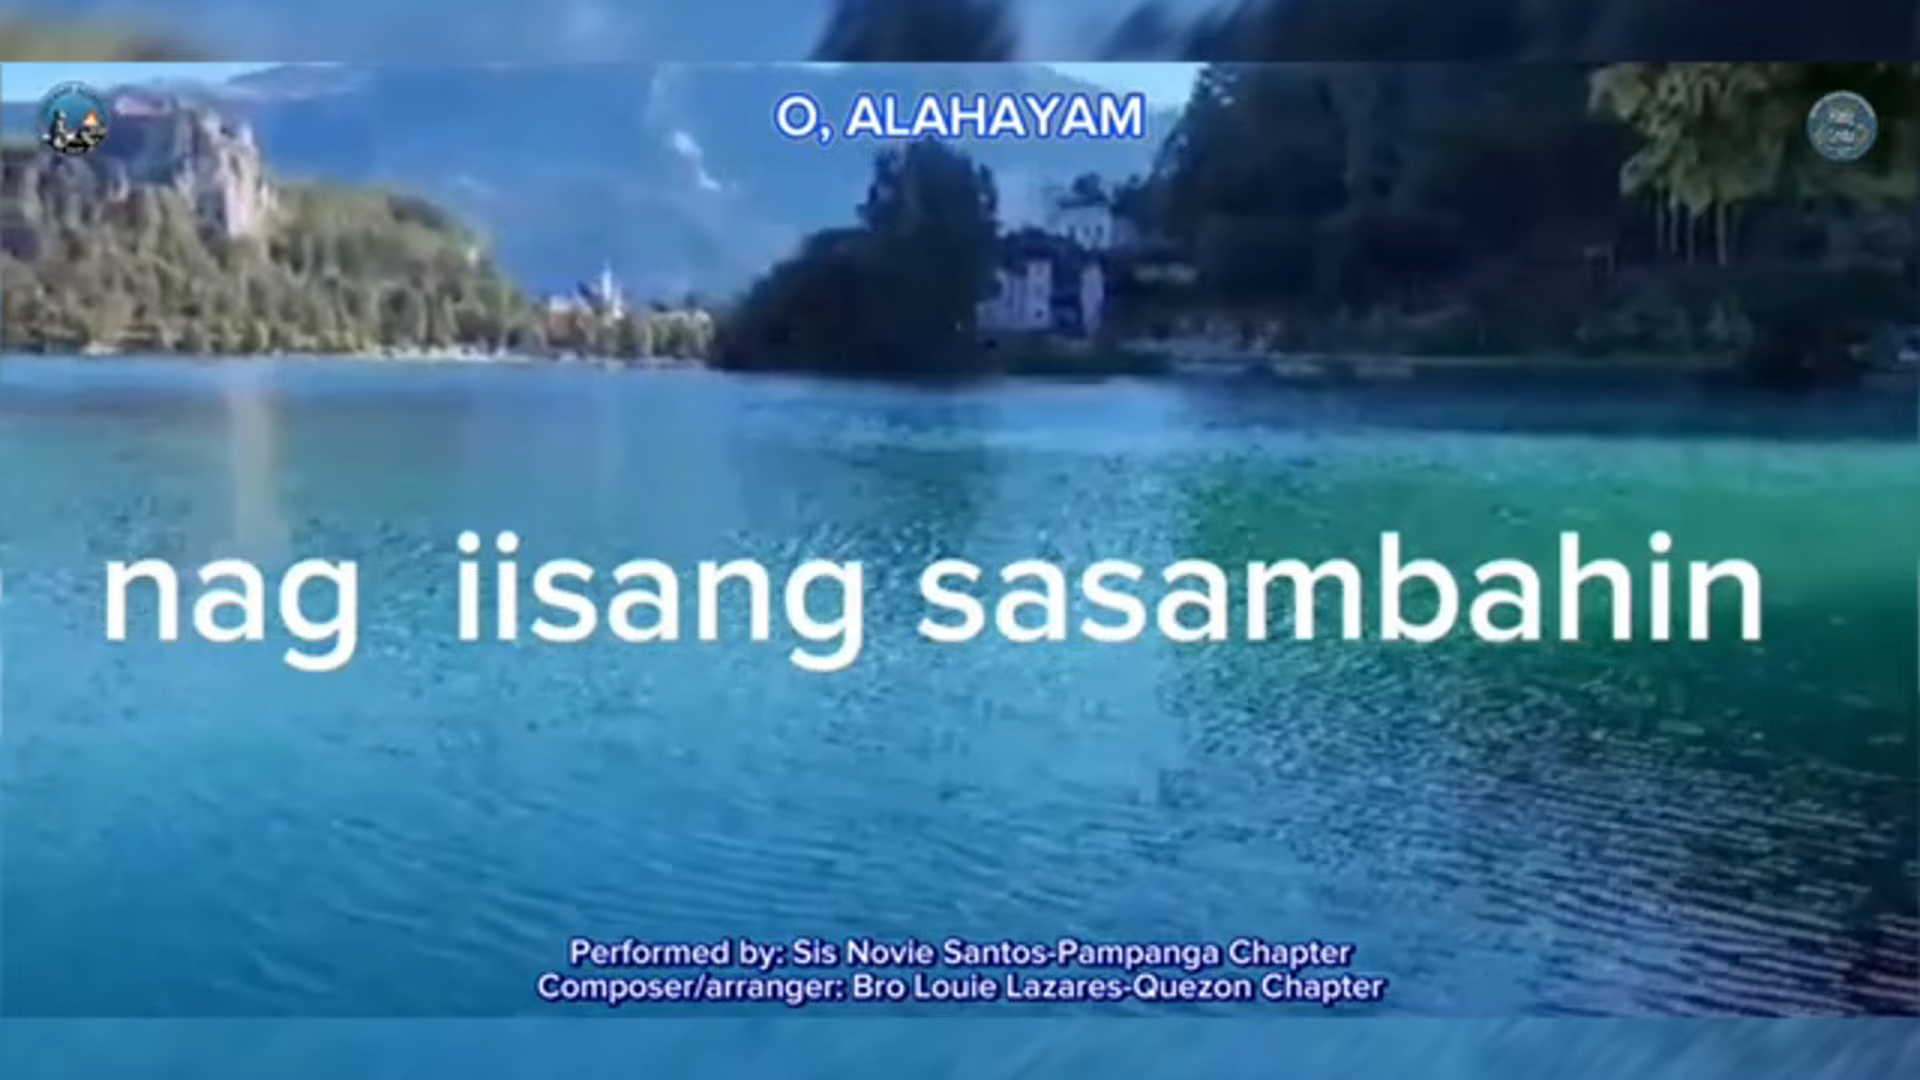 O, ALAHAYAM
nag iisang sasambahin
Performed by: Sis Novie Santos-Pampanga Chapter
Composer/arranger: Bro Louie Lazares-Quezon Chapter